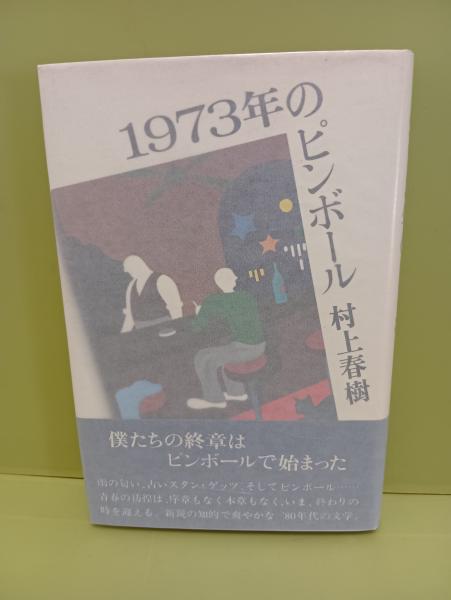 1973年のピンボール
村上春樹
僕たちの終章は
ピンボールで始まった
雨の匂い、古いスタン・ゲッツ、そしてピンボール……
青春の彷徨は、序章もなく本章もなく、いま、終わりの
時を迎える。新鋭の知的で爽やかな '80年代の文学。